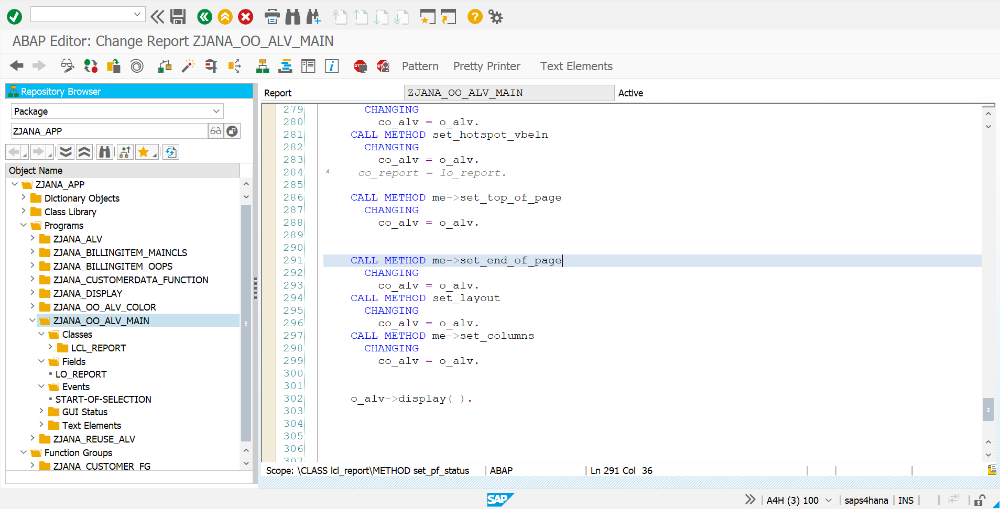 ABAP Editor: Change Report ZJANA_OO_ALV_MAIN
Pattern Pretty Printer Text Elements
Repository Browser
Package
ZJANA_APP
Object Name
ZJANA_APP
Dictionary Objects
Class Library
Programs
ZJANA_ALV
ZJANA_BILLINGITEM_MAINCLS
ZJANA_BILLINGITEM_OOPS
ZJANA_CUSTOMERDATA_FUNCTION
ZJANA_DISPLAY
ZJANA_OO_ALV_COLOR
ZJANA_OO_ALV_MAIN
Classes
LCL_REPORT
Fields
LO_REPORT
Events
START-OF-SELECTION
GUI Status
Text Elements
ZJANA_REUSE_ALV
Function Groups
ZJANA_CUSTOMER_FG
Report ZJANA_OO_ALV_MAIN Active
279 CHANGING
280 co_alv = o_alv.
281 CALL METHOD set_hotspot_vbeln
282 CHANGING
283 co_alv = o_alv.
284 * co_report = lo_report.
285
286 CALL METHOD me->set_top_of_page
287 CHANGING
288 co_alv = o_alv.
289
290
291 CALL METHOD me->set_end_of_page
292 CHANGING
293 co_alv = o_alv.
294 CALL METHOD set_layout
295 CHANGING
296 co_alv = o_alv.
297 CALL METHOD me->set_columns
298 CHANGING
299 co_alv = o_alv.
300
301
302 o_alv->display( ).
303
304
305
306
307
Scope: \CLASS lcl_report\METHOD set_pf_status ABAP Ln 291 Col 36
SAP A4H (3) 100 saps4hana INS